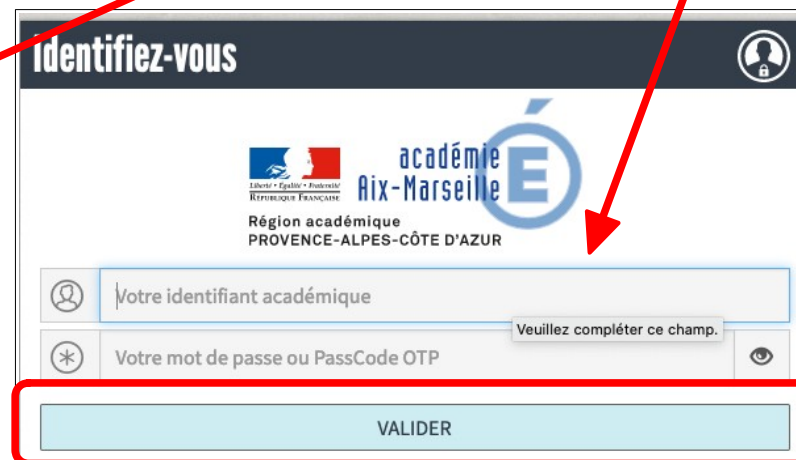 identifiez-vous
académie
Aix-Marseille
É
Liberté • Égalité • Fraternité
RÉPUBLIQUE FRANÇAISE
Région académique
PROVENCE-ALPES-CÔTE D'AZUR
Votre identifiant académique
Veuillez compléter ce champ.
Votre mot de passe ou PassCode OTP
VALIDER